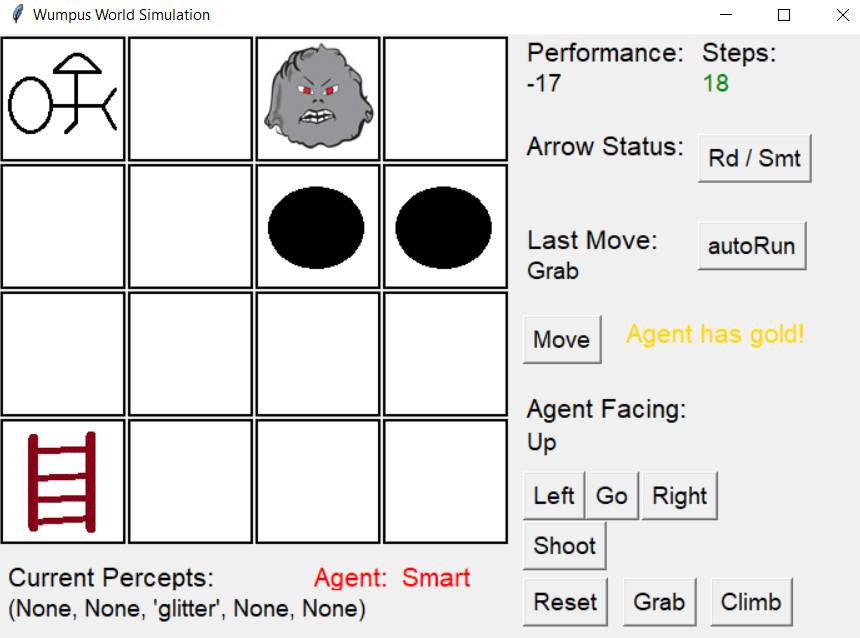 Wumpus World Simulation
Performance: Steps:
-17 18
Arrow Status: Rd / Smt
Last Move: autoRun
Grab
Move Agent has gold!
Agent Facing:
Up
Left Go Right
Shoot
Reset Grab Climb
Current Percepts: Agent: Smart
(None, None, 'glitter', None, None)